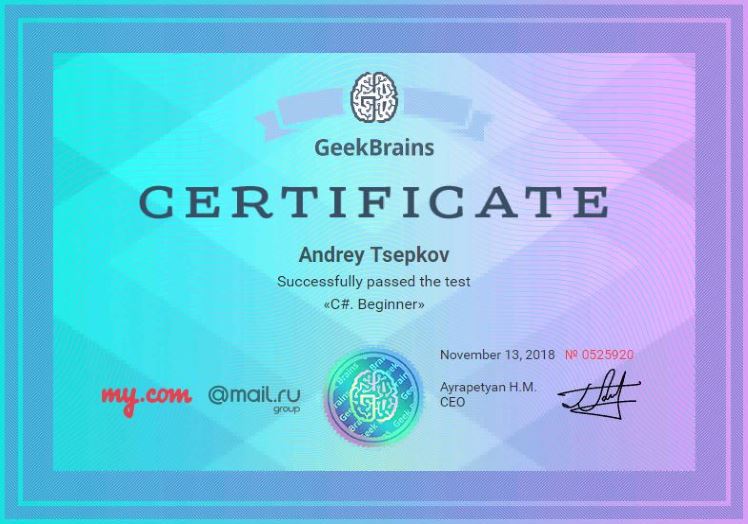 GeekBrains
CERTIFICATE
Andrey Tsepkov
Successfully passed the test
«C#. Beginner»
November 13, 2018 № 0525920
my.com @mail.ru
group
Ayrapetyan H.M.
CEO